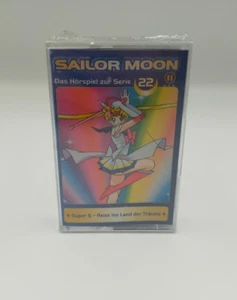 SAILOR MOON
Das Hörspiel zur Serie 22
Super S - Reise ins Land der Träume